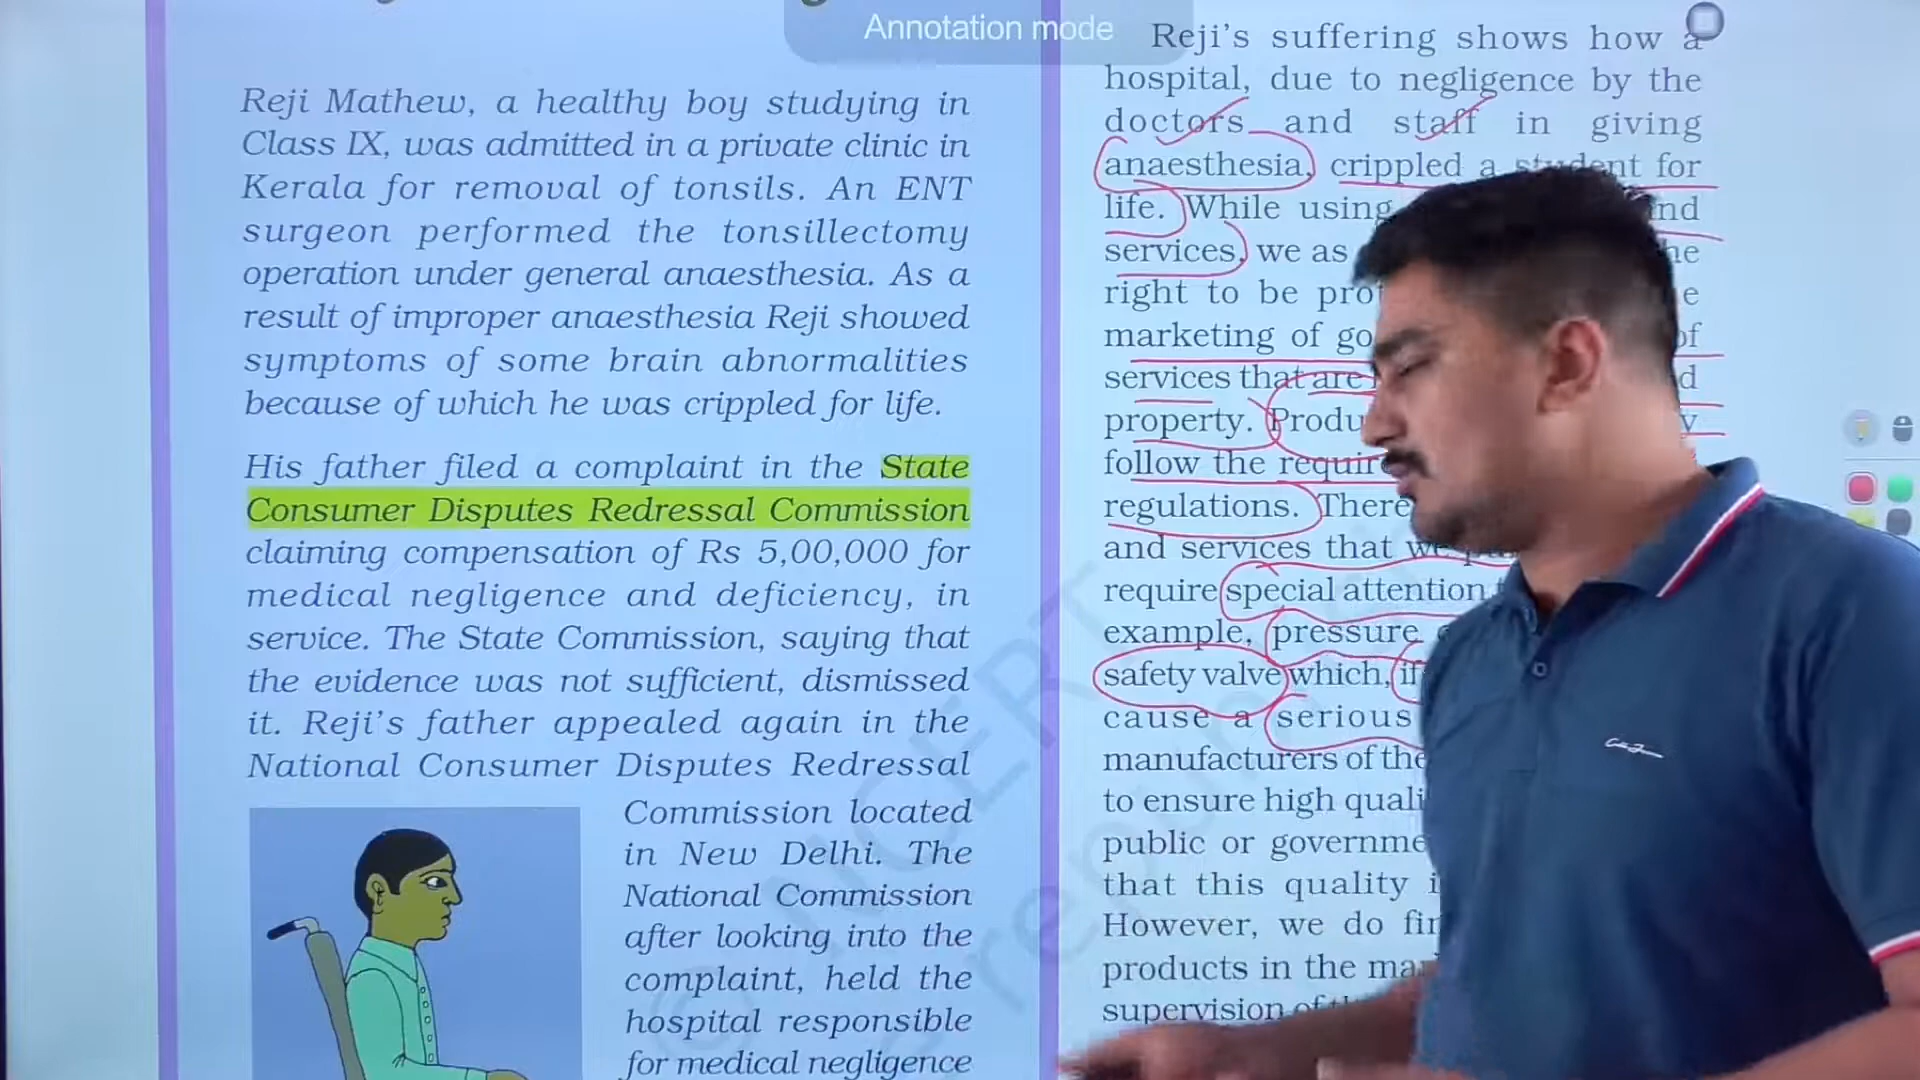 Annotation mode
Reji Mathew, a healthy boy studying in
Class IX, was admitted in a private clinic in
Kerala for removal of tonsils. An ENT
surgeon performed the tonsillectomy
operation under general anaesthesia. As a
result of improper anaesthesia Reji showed
symptoms of some brain abnormalities
because of which he was crippled for life.
His father filed a complaint in the State
Consumer Disputes Redressal Commission
claiming compensation of Rs 5,00,000 for
medical negligence and deficiency, in
service. The State Commission, saying that
the evidence was not sufficient, dismissed
it. Reji's father appealed again in the
National Consumer Disputes Redressal
Commission located
in New Delhi. The
National Commission
after looking into the
complaint, held the
hospital responsible
for medical negligence
Reji's suffering shows how a
hospital, due to negligence by the
doctors and staff in giving
anaesthesia, crippled a student for
life. While using
services, we as
right to be
marketing of
services that are
property.
follow the
regulations. There
and services that we
require special attention
example, pressure
safety valve which, if
cause a serious
manufacturers of the
to ensure high
public or
that this quality
However, we do
products in the
supervision
© NCERT